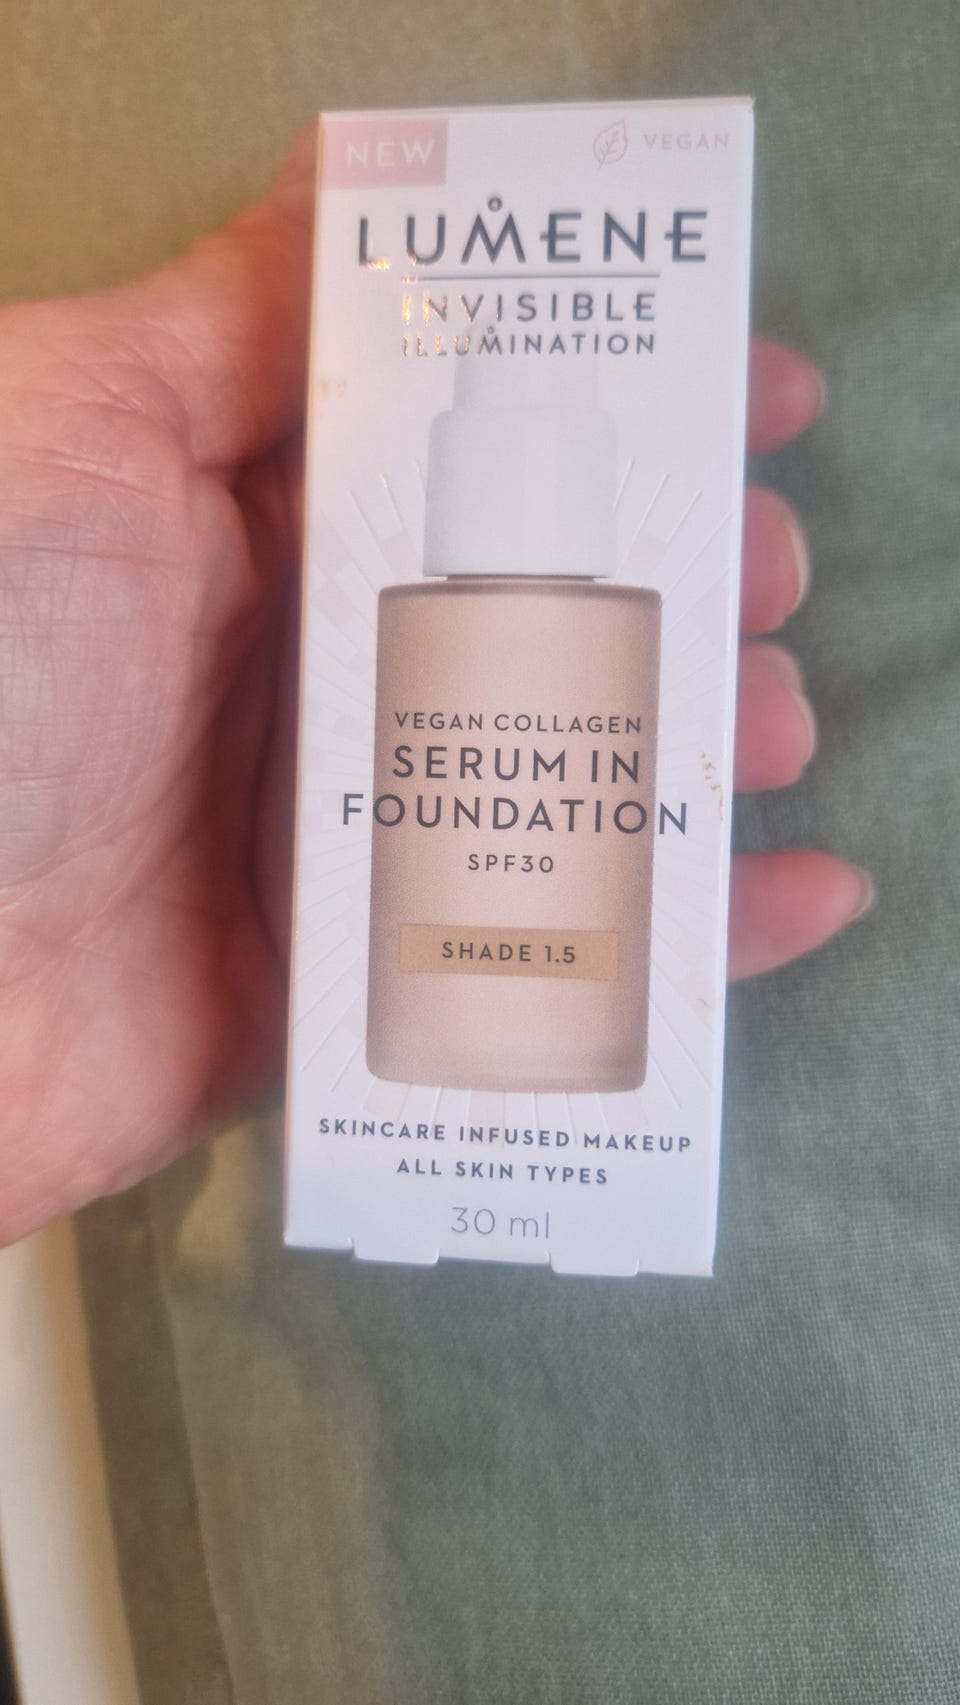 NEW
VEGAN
LUMENE
INVISIBLE
ILLUMINATION
VEGAN COLLAGEN
SERUM IN
FOUNDATION
SPF30
SHADE 1.5
SKINCARE INFUSED MAKEUP
ALL SKIN TYPES
30 ml